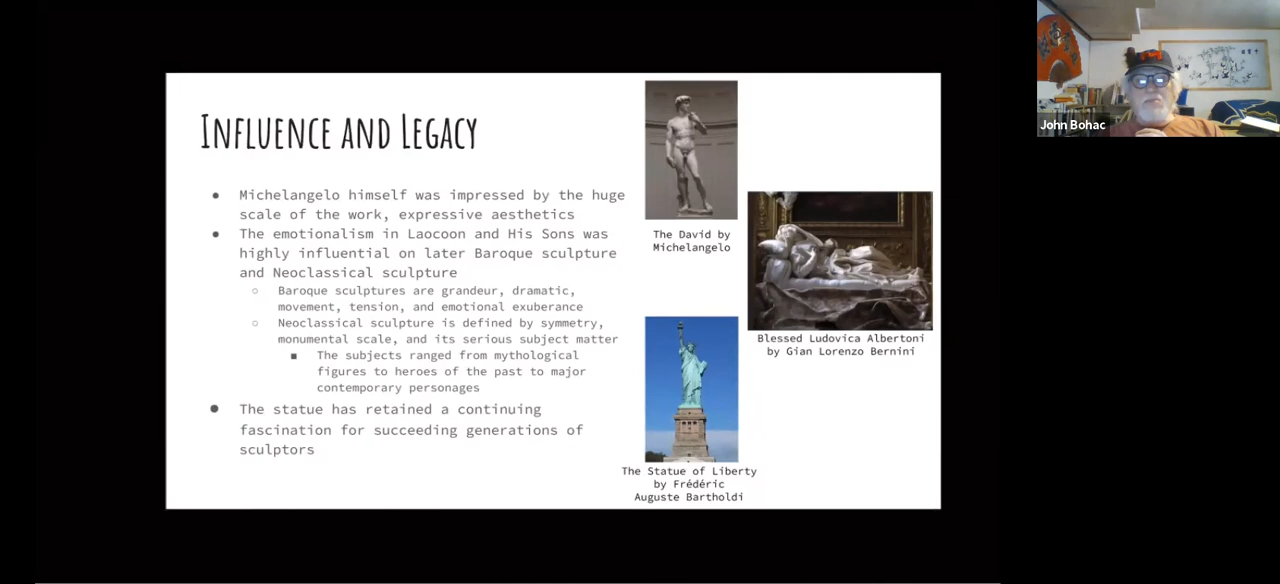 Influence and Legacy
Michelangelo himself was impressed by the huge
scale of the work, expressive aesthetics
The emotionalism in Laocoon and His Sons was
highly influential on later Baroque sculpture
and Neoclassical sculpture
Baroque sculptures are grandeur, dramatic,
movement, tension, and emotional exuberance
Neoclassical sculpture is defined by symmetry,
monumental scale, and its serious subject matter
The subjects ranged from mythological
figures to heroes of the past to major
contemporary personages
The statue has retained a continuing
fascination for succeeding generations of
sculptors
The David by
Michelangelo
Blessed Ludovica Albertoni
by Gian Lorenzo Bernini
The Statue of Liberty
by Frédéric
Auguste Bartholdi
John Bohac